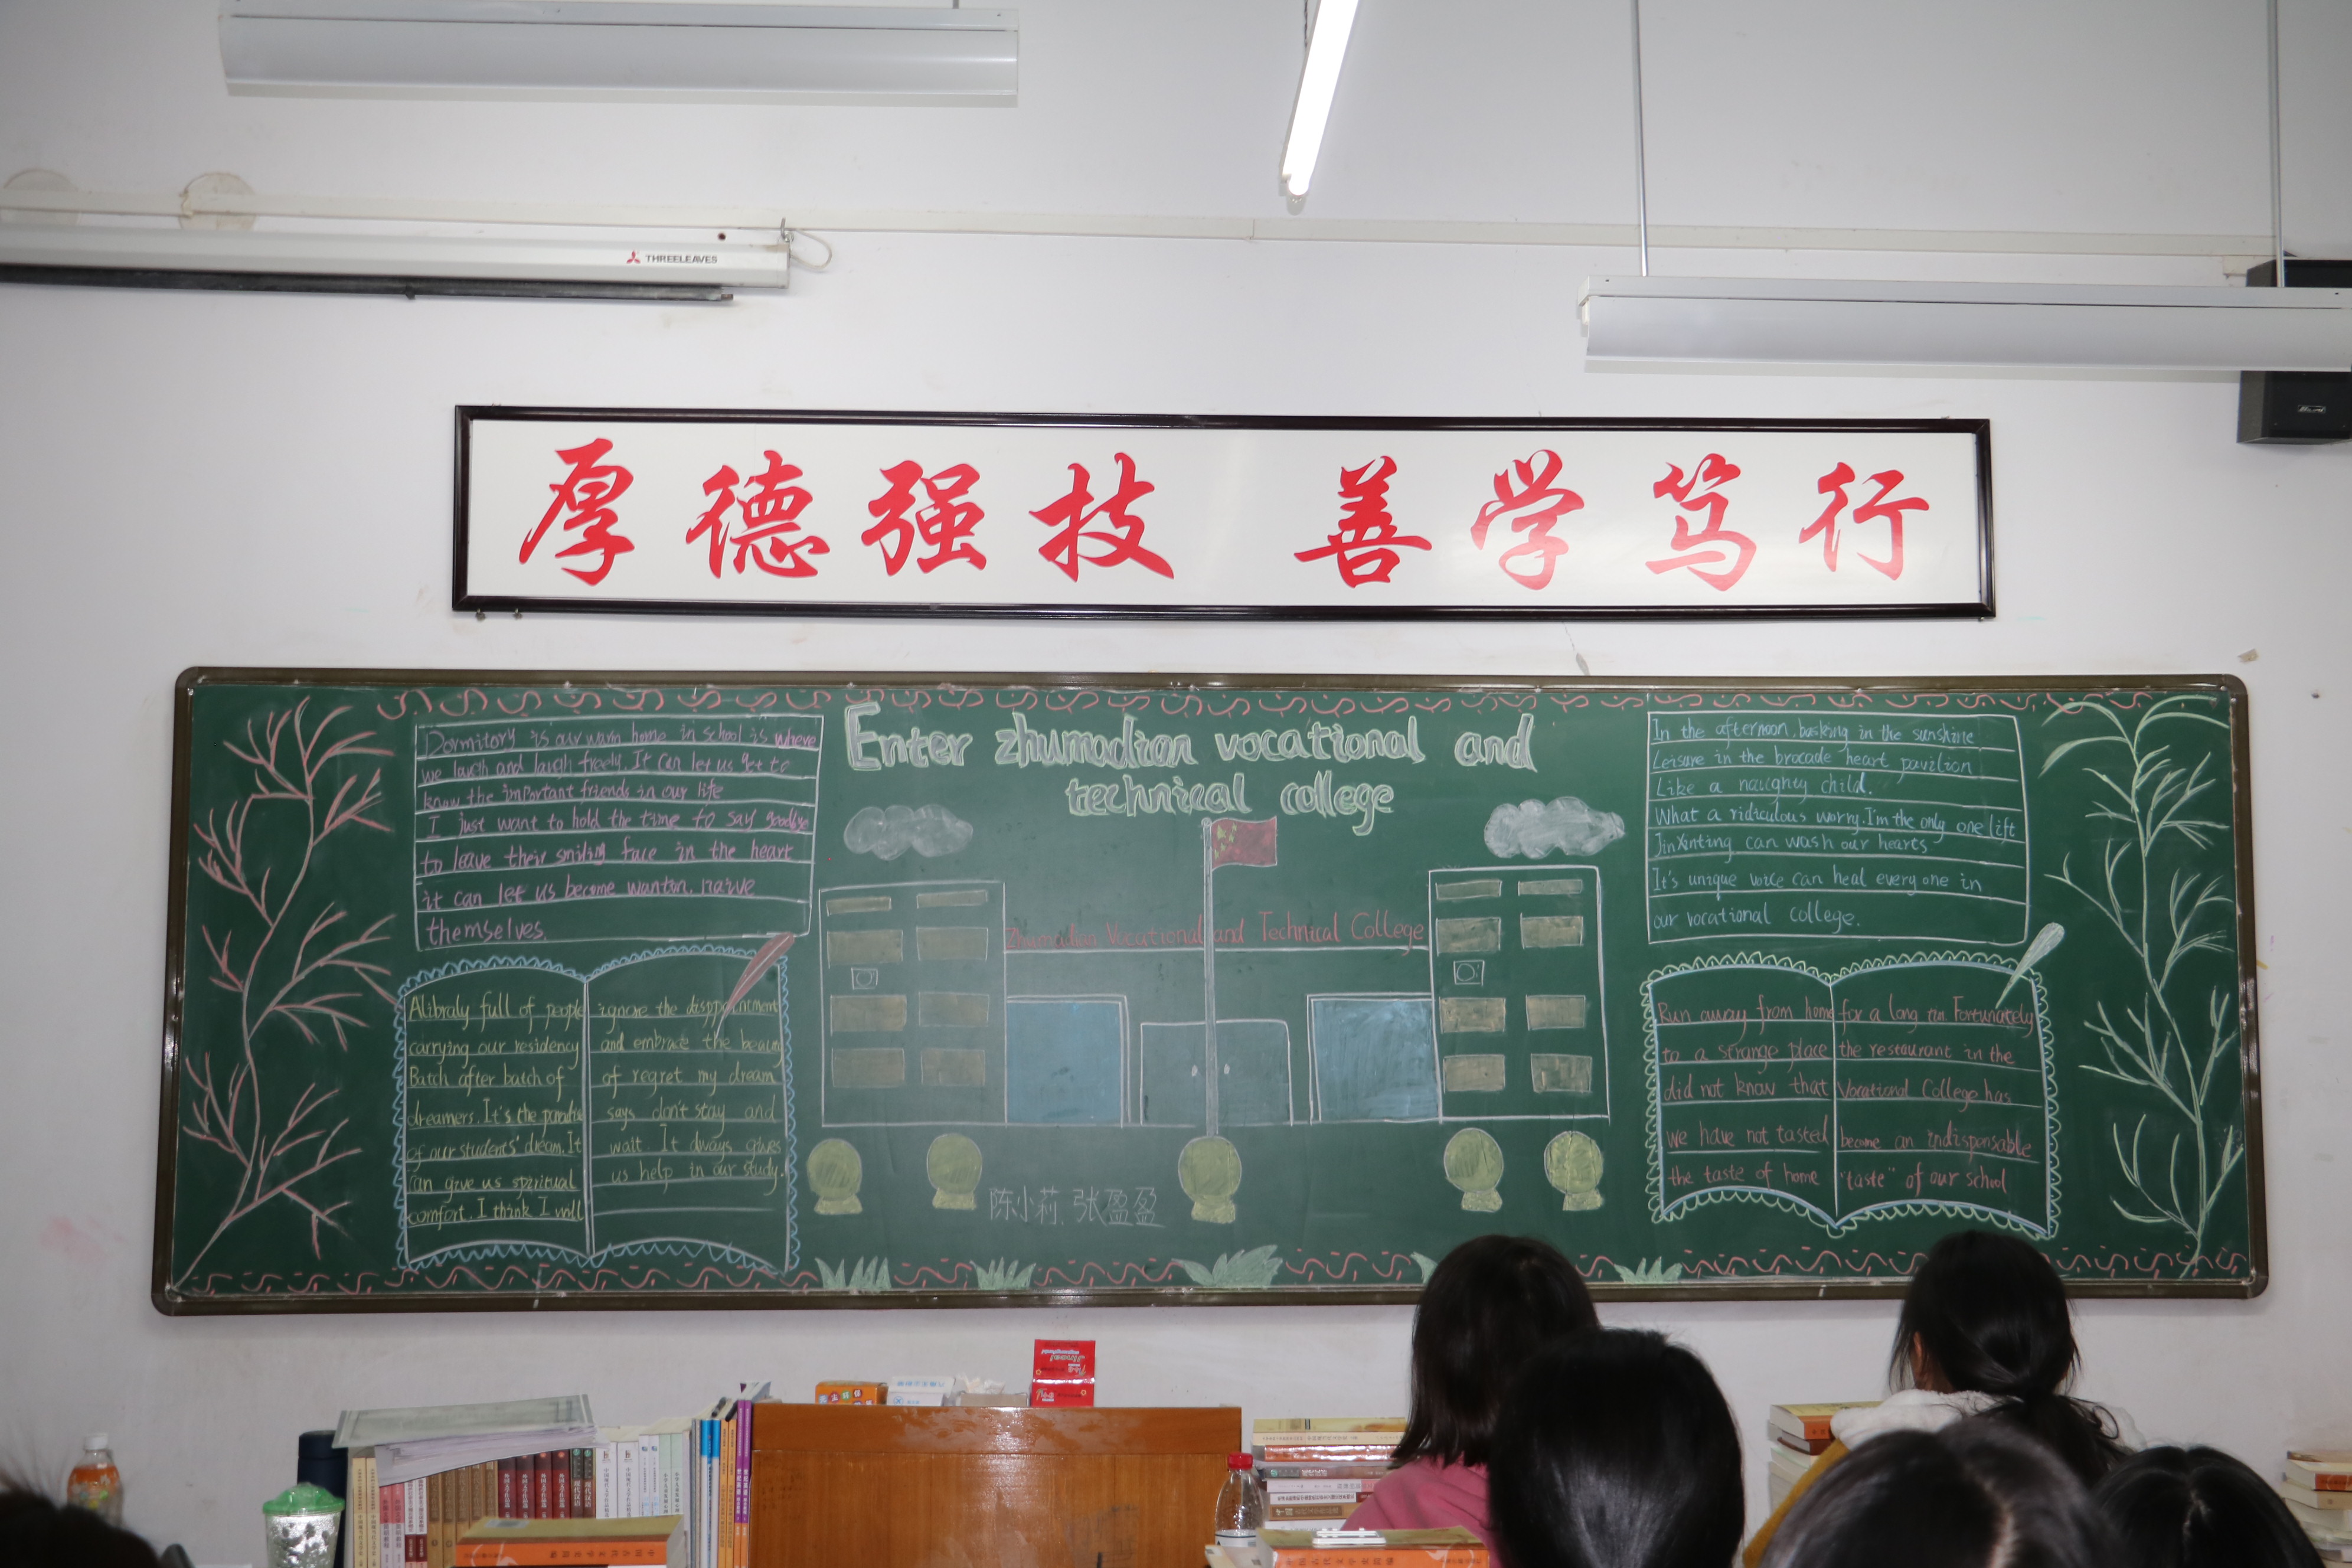 THREELEAVES
厚德强技 善学笃行
Enter zhumadian vocational and
technical college
Dormitory is our warm home in school is where
we laugh and laugh freely. It can let us get to
know the important friends in our life
I just want to hold the time to say goodbye
to leave their smiling face in the heart
it can let us become wanton, naive
themselves.
Alibraly full of people
carrying our residency
Batch after batch of
dreamers. It's the paradise
of our students' dream. It
can give us spiritual
comfort. I think I will
ignore the disppointment
and embrace the beauty
of regret my dream
says don't stay and
wait. It always gives
us help in our study.
Zhumadian Vocational and Technical College
陈小莉、张盈盈
In the afternoon, basking in the sunshine
Leisure in the brocade heart pavilion
Like a naughty child.
What a ridiculous worry. I'm the only one lift
JinXinting can wash our hearts
It's unique voice can heal every one in
our vocational college.
Run away from home
to a strange place
did not know that
we have not tasted
the taste of home
for a long Fortunately
the restaurant in the
Vocational College has
become an indispensable
"taste" of our school